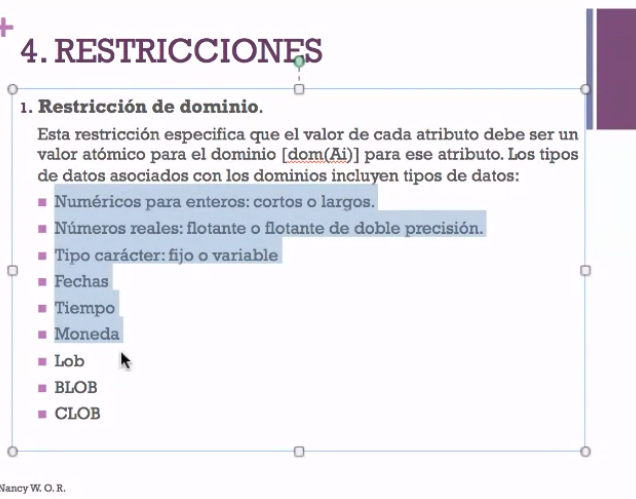 4. RESTRICCIONES
1. Restricción de dominio.
Esta restricción especifica que el valor de cada atributo debe ser un
valor atómico para el dominio [dom(Ai)] para ese atributo. Los tipos
de datos asociados con los dominios incluyen tipos de datos:
Numéricos para enteros: cortos o largos.
Números reales: flotante o flotante de doble precisión.
Tipo carácter: fijo o variable
Fechas
Tiempo
Moneda
Lob
BLOB
CLOB
Nancy W. O. R.